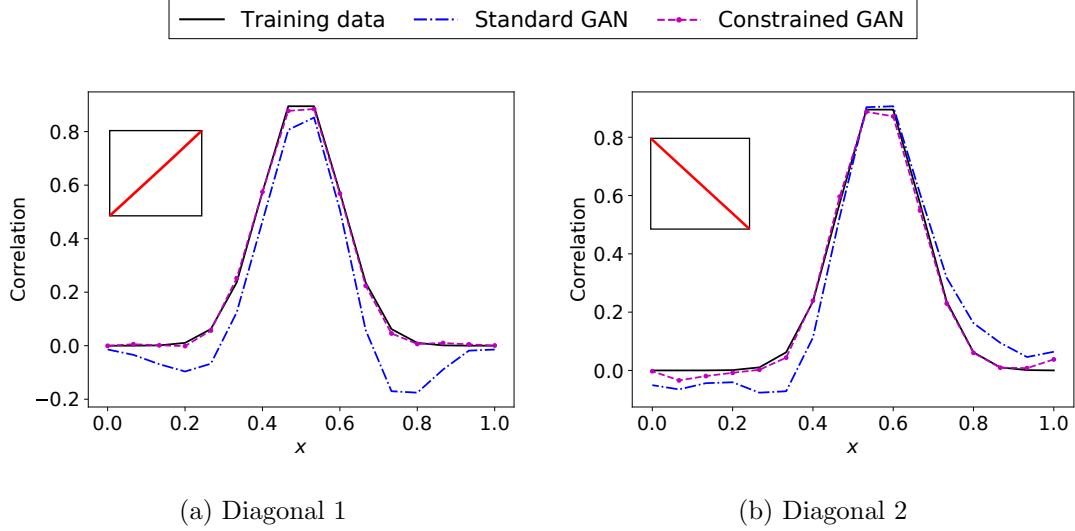 Training data Standard GAN Constrained GAN
0.8
0.6
0.4
0.2
0.0
−0.2
Correlation
0.0 0.2 0.4 0.6 0.8 1.0
x
(a) Diagonal 1
0.8
0.6
0.4
0.2
0.0
Correlation
0.0 0.2 0.4 0.6 0.8 1.0
x
(b) Diagonal 2